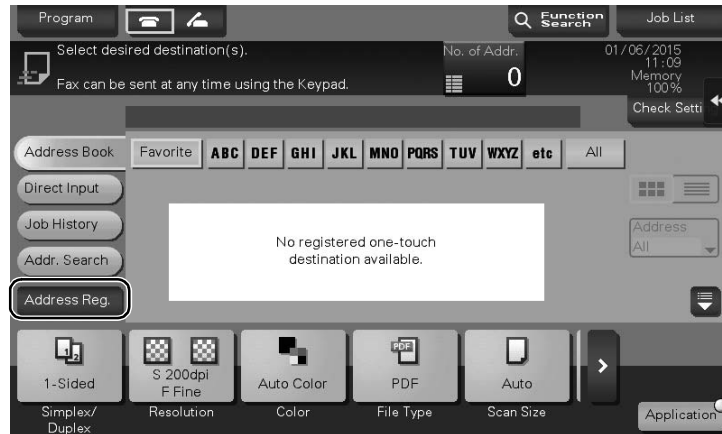 Program
Function
Search
Job List
Select desired destination(s).
No. of Addr.
01/06/2015
11:09
Fax can be sent at any time using the Keypad.
0
Memory
100%
Check Setti
Address Book
Favorite ABC DEF GHI JKL MNO PQRS TUV WXYZ etc All
Direct Input
Job History
No registered one-touch
destination available.
Address
All
Addr. Search
Address Reg.
1 2
PDF
1-Sided
S 200dpi
F Fine
Auto Color
PDF
Auto
Simplex/
Duplex
Resolution
Color
File Type
Scan Size
Application